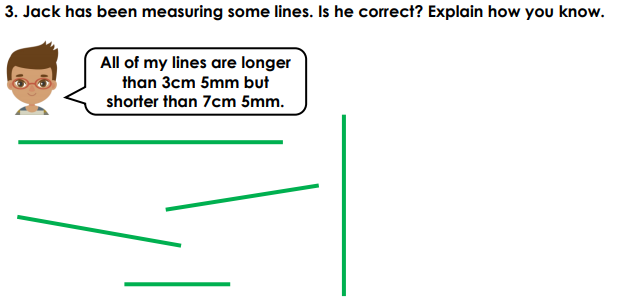 3. Jack has been measuring some lines. Is he correct? Explain how you know.
All of my lines are longer
than 3cm 5mm but
shorter than 7cm 5mm.